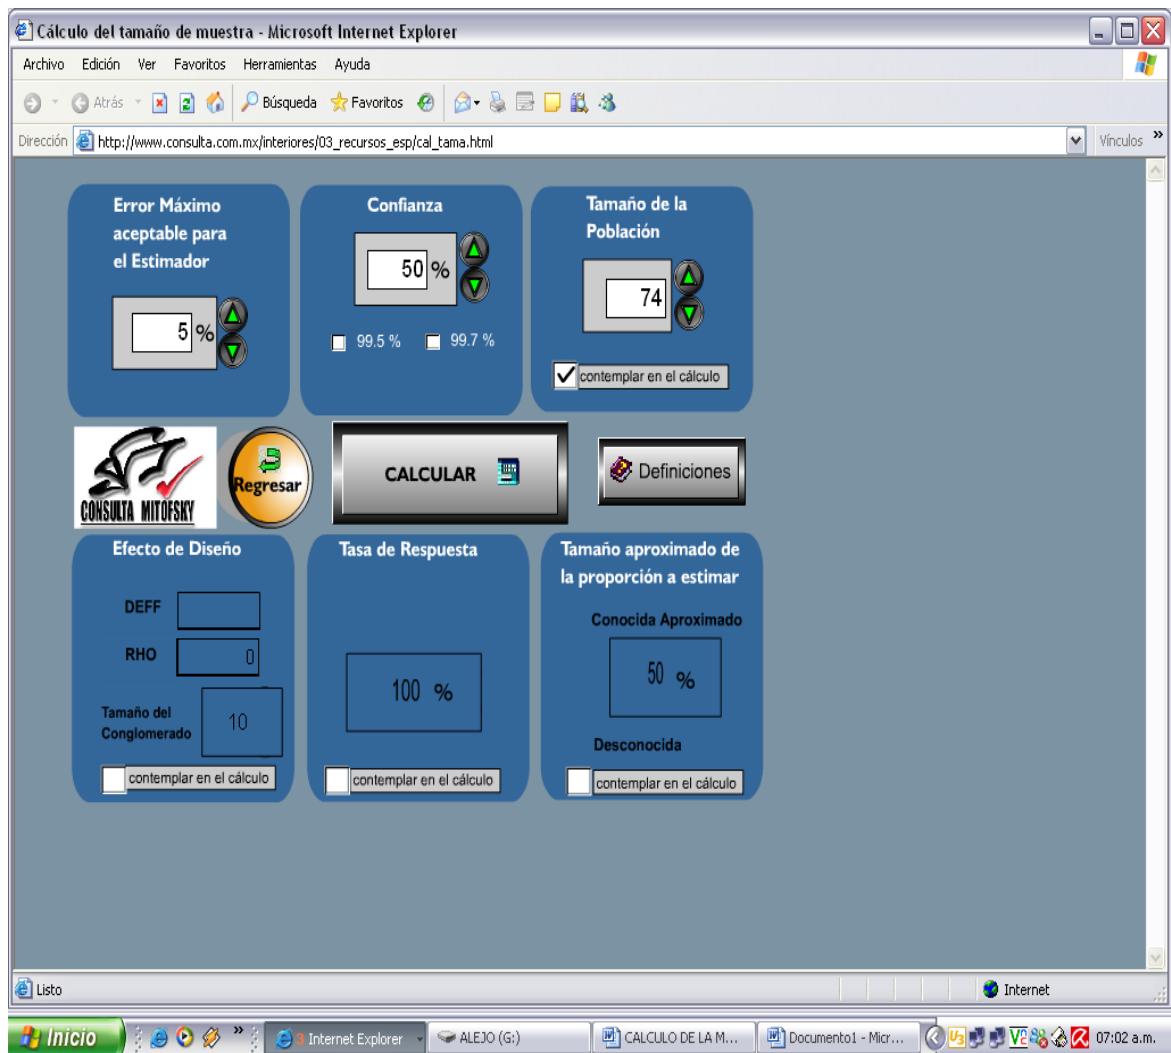 Cálculo del tamaño de muestra - Microsoft Internet Explorer
Archivo Edición Ver Favoritos Herramientas Ayuda
Atrás Búsqueda Favoritos
Dirección http://www.consulta.com.mx/interiores/03_recursos_esp/cal_tama.html Vínculos »
Error Máximo
aceptable para
el Estimador
5 %
Confianza
50 %
99.5 % 99.7 %
Tamaño de la
Población
74
contemplar en el cálculo
CONSULTA MITOFSKY
Regresar
CALCULAR
Definiciones
Efecto de Diseño
DEFF
RHO 0
Tamaño del
Conglomerado
10
contemplar en el cálculo
Tasa de Respuesta
100 %
contemplar en el cálculo
Tamaño aproximado de
la proporción a estimar
Conocida Aproximado
50 %
Desconocida
contemplar en el cálculo
Listo Internet
Inicio » 3 Internet Explorer ALEJO (G:) CALCULO DE LA M... Documento1 - Micr... 07:02 a.m.